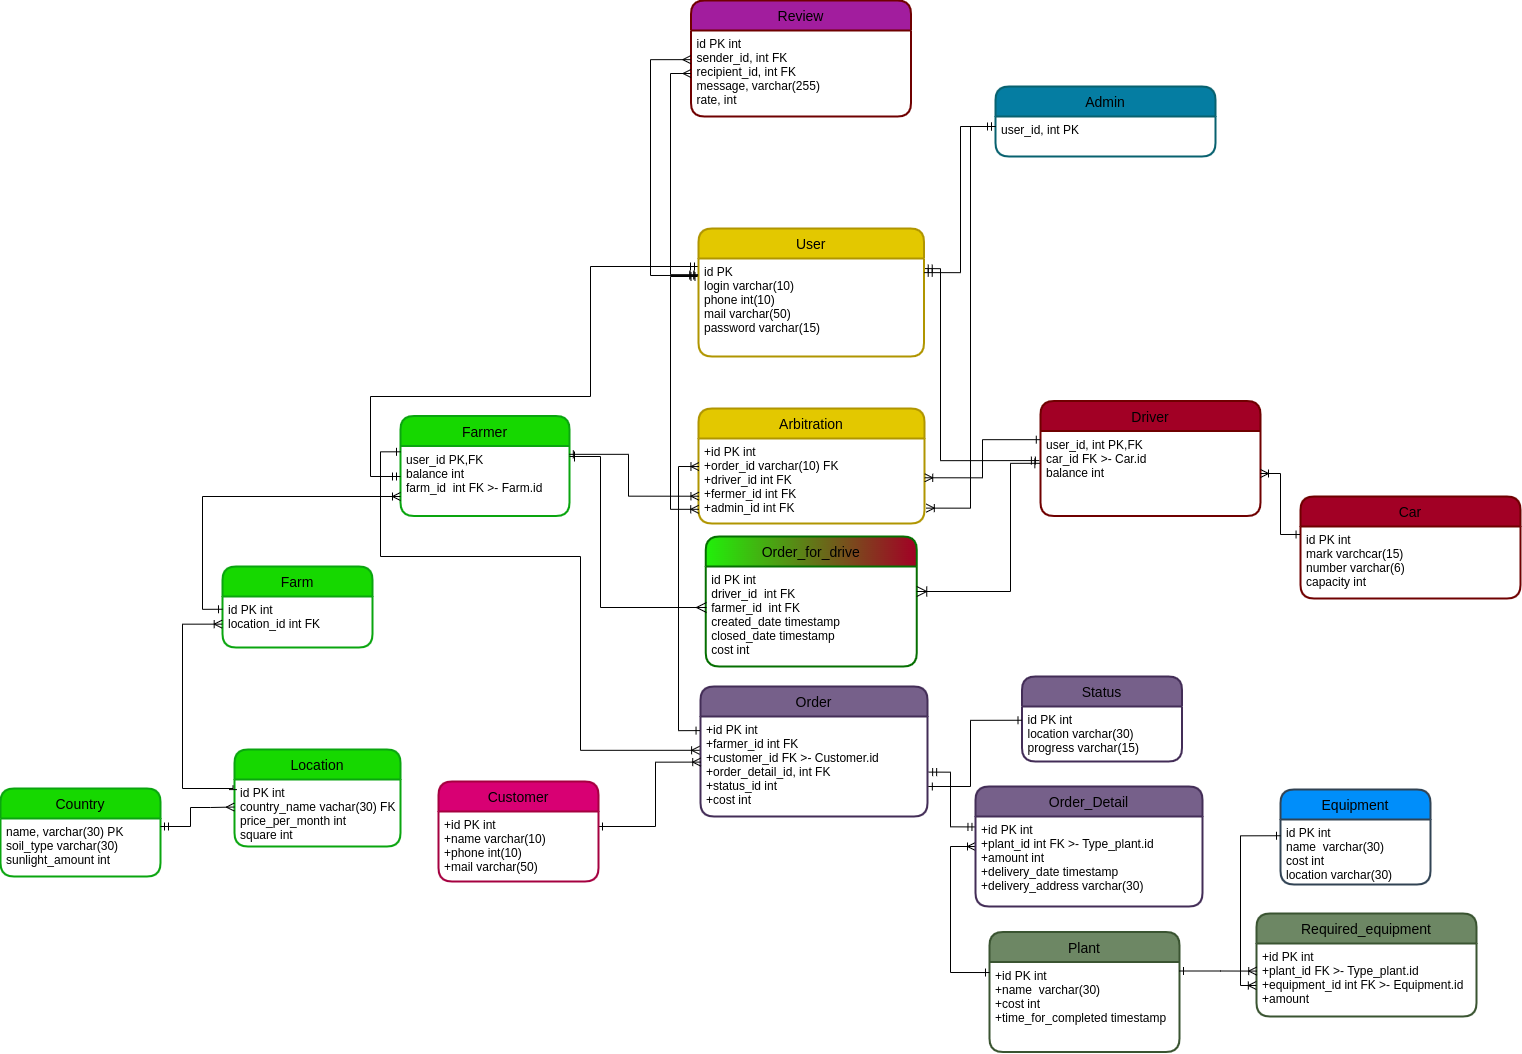 Review
id PK int
sender_id, int FK
recipient_id, int FK
message, varchar(255)
rate, int
Admin
user_id, int PK
User
id PK
login varchar(10)
phone int(10)
mail varchar(50)
password varchar(15)
Farmer
user_id PK,FK
balance int
farm_id  int FK >- Farm.id
Arbitration
+id PK int
+order_id varchar(10) FK
+driver_id int FK
+fermer_id int FK
+admin_id int FK
Driver
user_id, int PK,FK
car_id FK >- Car.id
balance int
Car
id PK int
mark varchcar(15)
number varchar(6)
capacity int
Order_for_drive
id PK int
driver_id  int FK
farmer_id  int FK
created_date timestamp
closed_date timestamp
cost int
Farm
id PK int
location_id int FK
Order
+id PK int
+farmer_id int FK
+customer_id FK >- Customer.id
+order_detail_id, int FK
+status_id int
+cost int
Status
id PK int
location varchar(30)
progress varchar(15)
Location
id PK int
country_name vachar(30) FK
price_per_month int
square int
Country
name, varchar(30) PK
soil_type varchar(30)
sunlight_amount int
Customer
+id PK int
+name varchar(10)
+phone int(10)
+mail varchar(50)
Order_Detail
+id PK int
+plant_id int FK >- Type_plant.id
+amount int
+delivery_date timestamp
+delivery_address varchar(30)
Equipment
id PK int
name  varchar(30)
cost int
location varchar(30)
Plant
+id PK int
+name  varchar(30)
+cost int
+time_for_completed timestamp
Required_equipment
+id PK int
+plant_id FK >- Type_plant.id
+equipment_id int FK >- Equipment.id
+amount